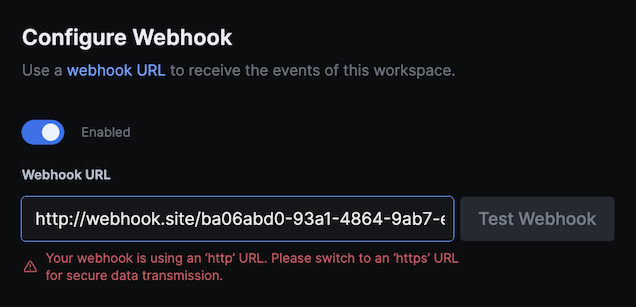 Configure Webhook
Use a webhook URL to receive the events of this workspace.
Enabled
Webhook URL
http://webhook.site/ba06abd0-93a1-4864-9ab7-e
Test Webhook
Your webhook is using an ‘http’ URL. Please switch to an ‘https’ URL
for secure data transmission.